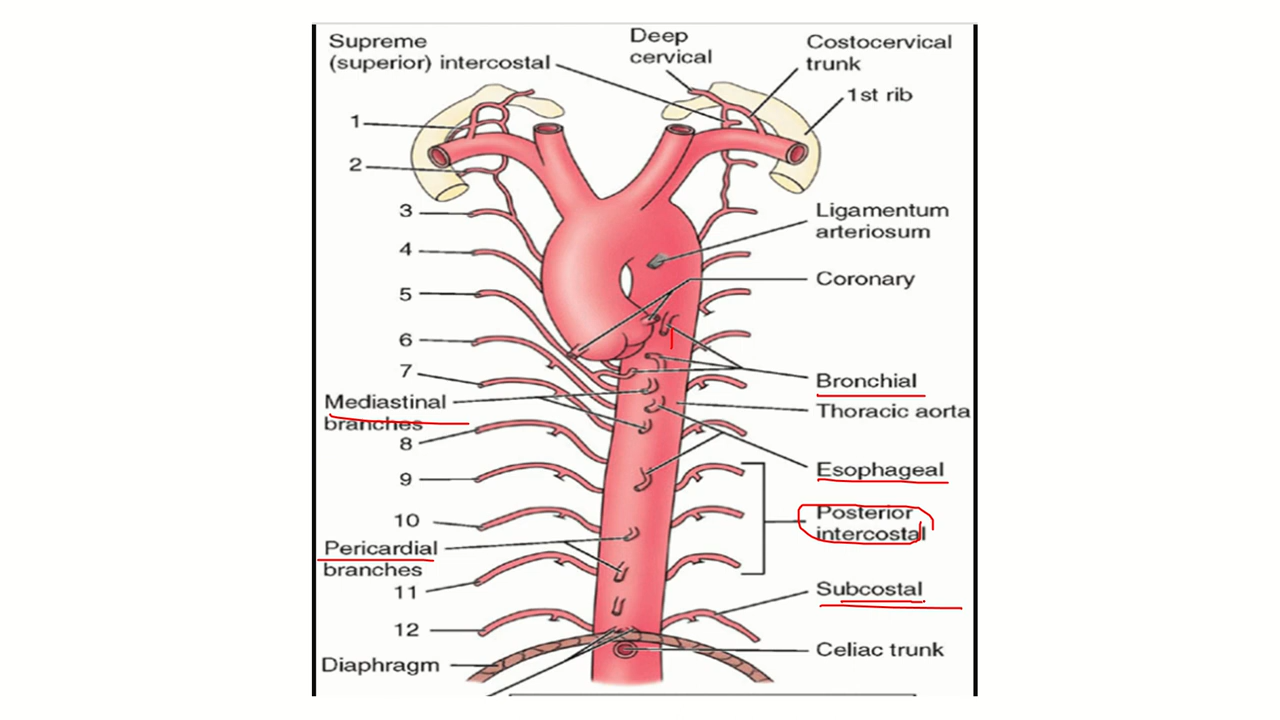 Supreme
(superior) intercostal
Deep
cervical
Costocervical
trunk
1st rib
1
2
3
4
5
6
7
Mediastinal
branches
8
9
10
Pericardial
branches
11
12
Diaphragm
Ligamentum
arteriosum
Coronary
Bronchial
Thoracic aorta
Esophageal
Posterior
intercostal
Subcostal
Celiac trunk